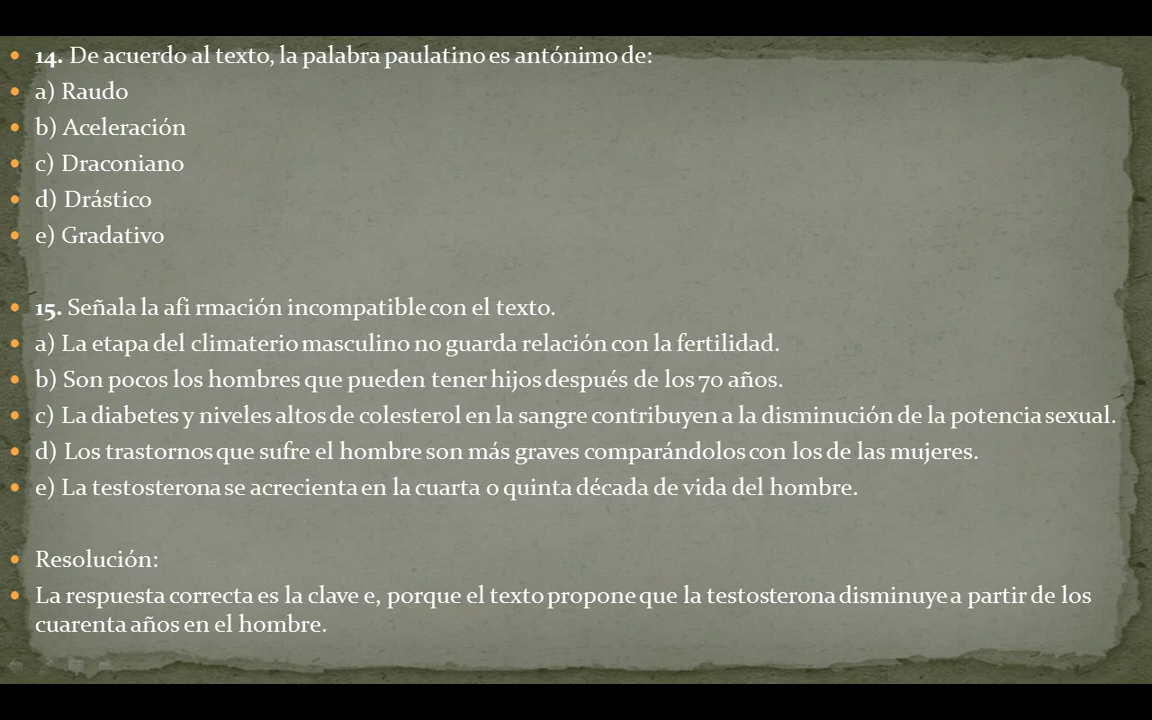 14. De acuerdo al texto, la palabra paulatino es antónimo de:
a) Raudo
b) Aceleración
c) Draconiano
d) Drástico
e) Gradativo
15. Señala la afi rmación incompatible con el texto.
a) La etapa del climaterio masculino no guarda relación con la fertilidad.
b) Son pocos los hombres que pueden tener hijos después de los 70 años.
c) La diabetes y niveles altos de colesterol en la sangre contribuyen a la disminución de la potencia sexual.
d) Los trastornos que sufre el hombre son más graves comparándolos con los de las mujeres.
e) La testosterona se acrecienta en la cuarta o quinta década de vida del hombre.
Resolución:
La respuesta correcta es la clave e, porque el texto propone que la testosterona disminuye a partir de los
cuarenta años en el hombre.